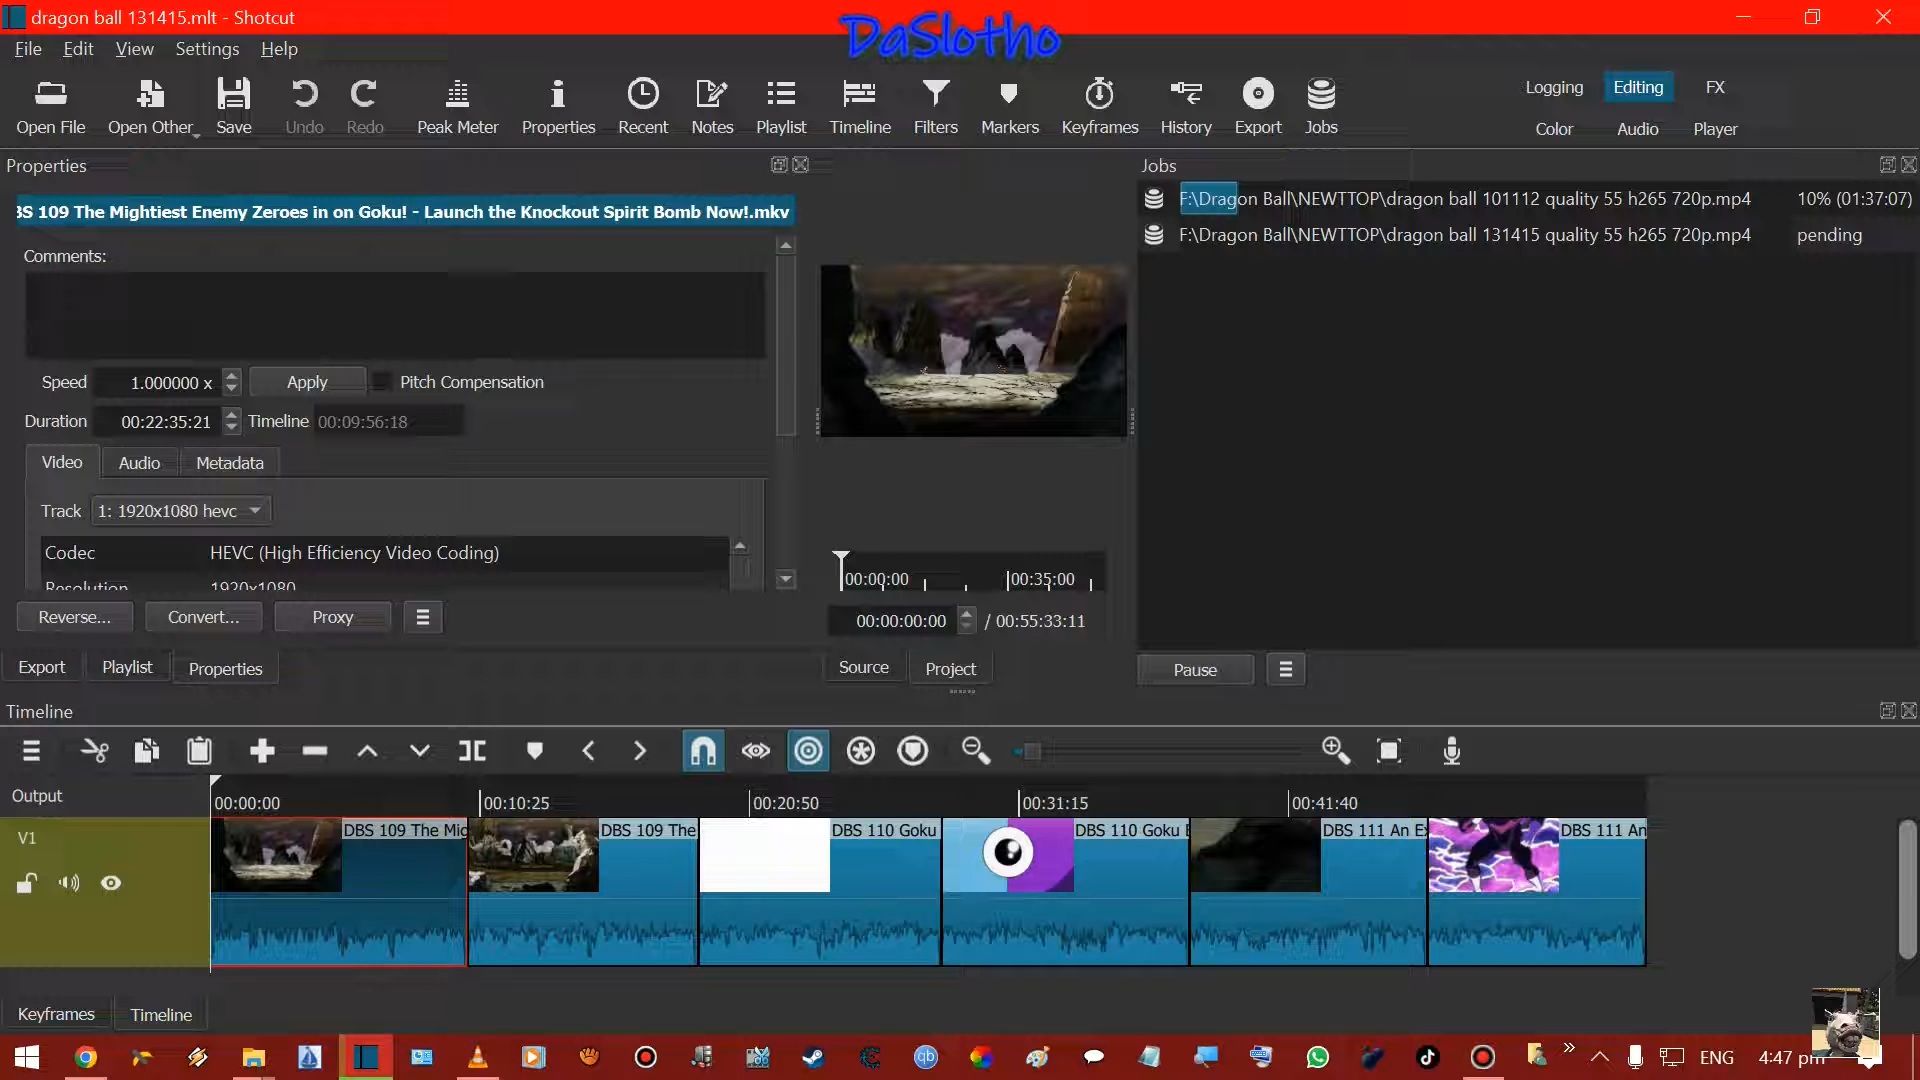 dragon ball 131415.mlt - Shotcut
DaSlotho
File Edit View Settings Help
Open File Open Other Save Undo Redo Peak Meter Properties Recent Notes Playlist Timeline Filters Markers Keyframes History Export Jobs
Logging Editing FX
Color Audio Player
Properties
Jobs
BS 109 The Mightiest Enemy Zeroes in on Goku! - Launch the Knockout Spirit Bomb Now!.mkv
F:\Dragon Ball\NEWTTOP\dragon ball 101112 quality 55 h265 720p.mp4 10% (01:37:07)
F:\Dragon Ball\NEWTTOP\dragon ball 131415 quality 55 h265 720p.mp4 pending
Comments:
Speed 1.000000 x Apply Pitch Compensation
Duration 00:22:35:21 Timeline 00:09:56:18
Video Audio Metadata
Track 1: 1920x1080 hevc
Codec HEVC (High Efficiency Video Coding)
Resolution 1920x1080
00:00:00 00:35:00
Reverse... Convert... Proxy
00:00:00:00 / 00:55:33:11
Export Playlist Properties
Source Project
Pause
Timeline
Output
00:00:00 00:10:25 00:20:50 00:31:15 00:41:40
V1
DBS 109 The Mig DBS 109 The DBS 110 Goku DBS 110 Goku E DBS 111 An Ex DBS 111 An
Keyframes Timeline
ENG 4:47 pm